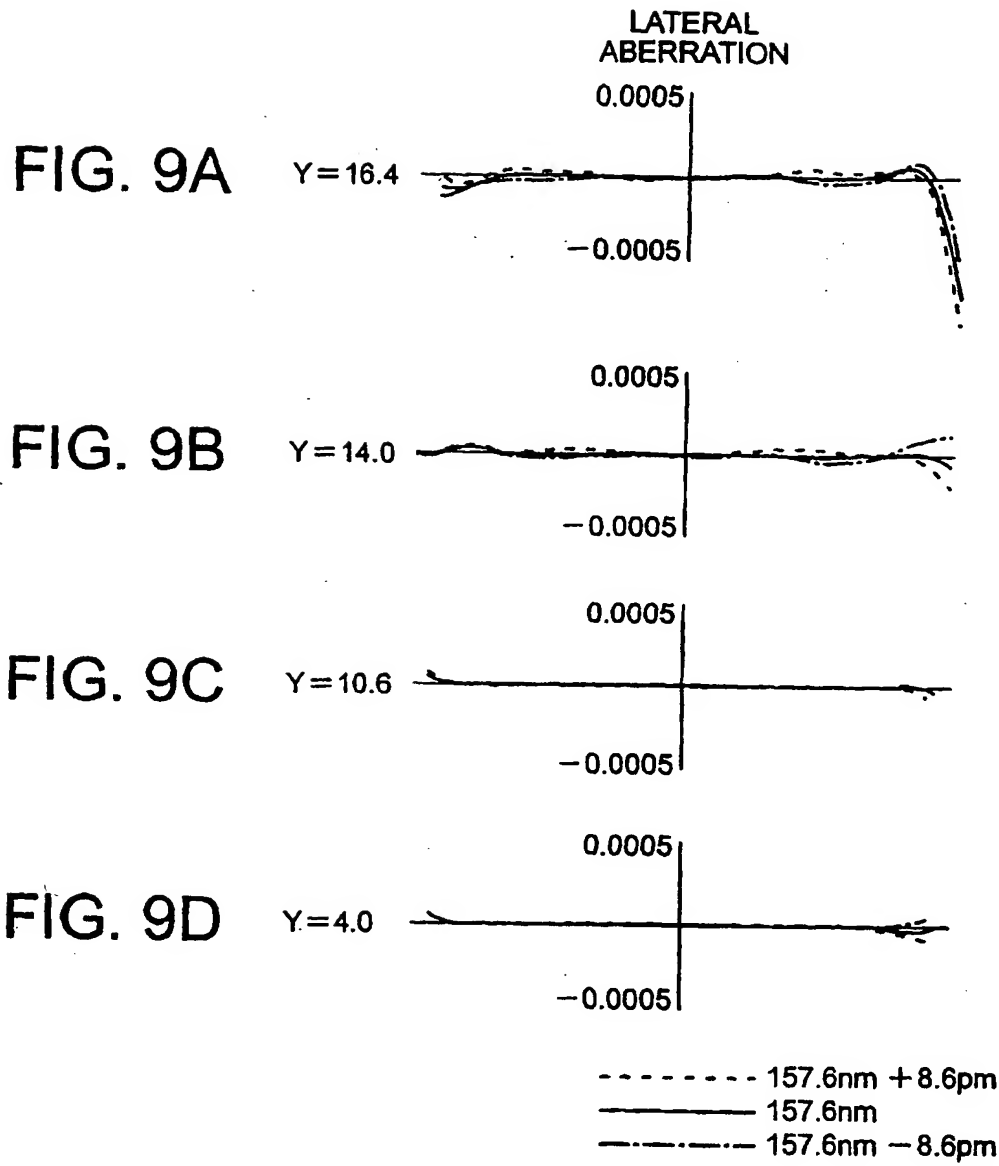 LATERAL
ABERRATION
0.0005
FIG. 9A Y=16.4
−0.0005
0.0005
FIG. 9B Y=14.0
−0.0005
0.0005
FIG. 9C Y=10.6
−0.0005
0.0005
FIG. 9D Y=4.0
−0.0005
157.6nm +8.6pm
157.6nm
157.6nm −8.6pm